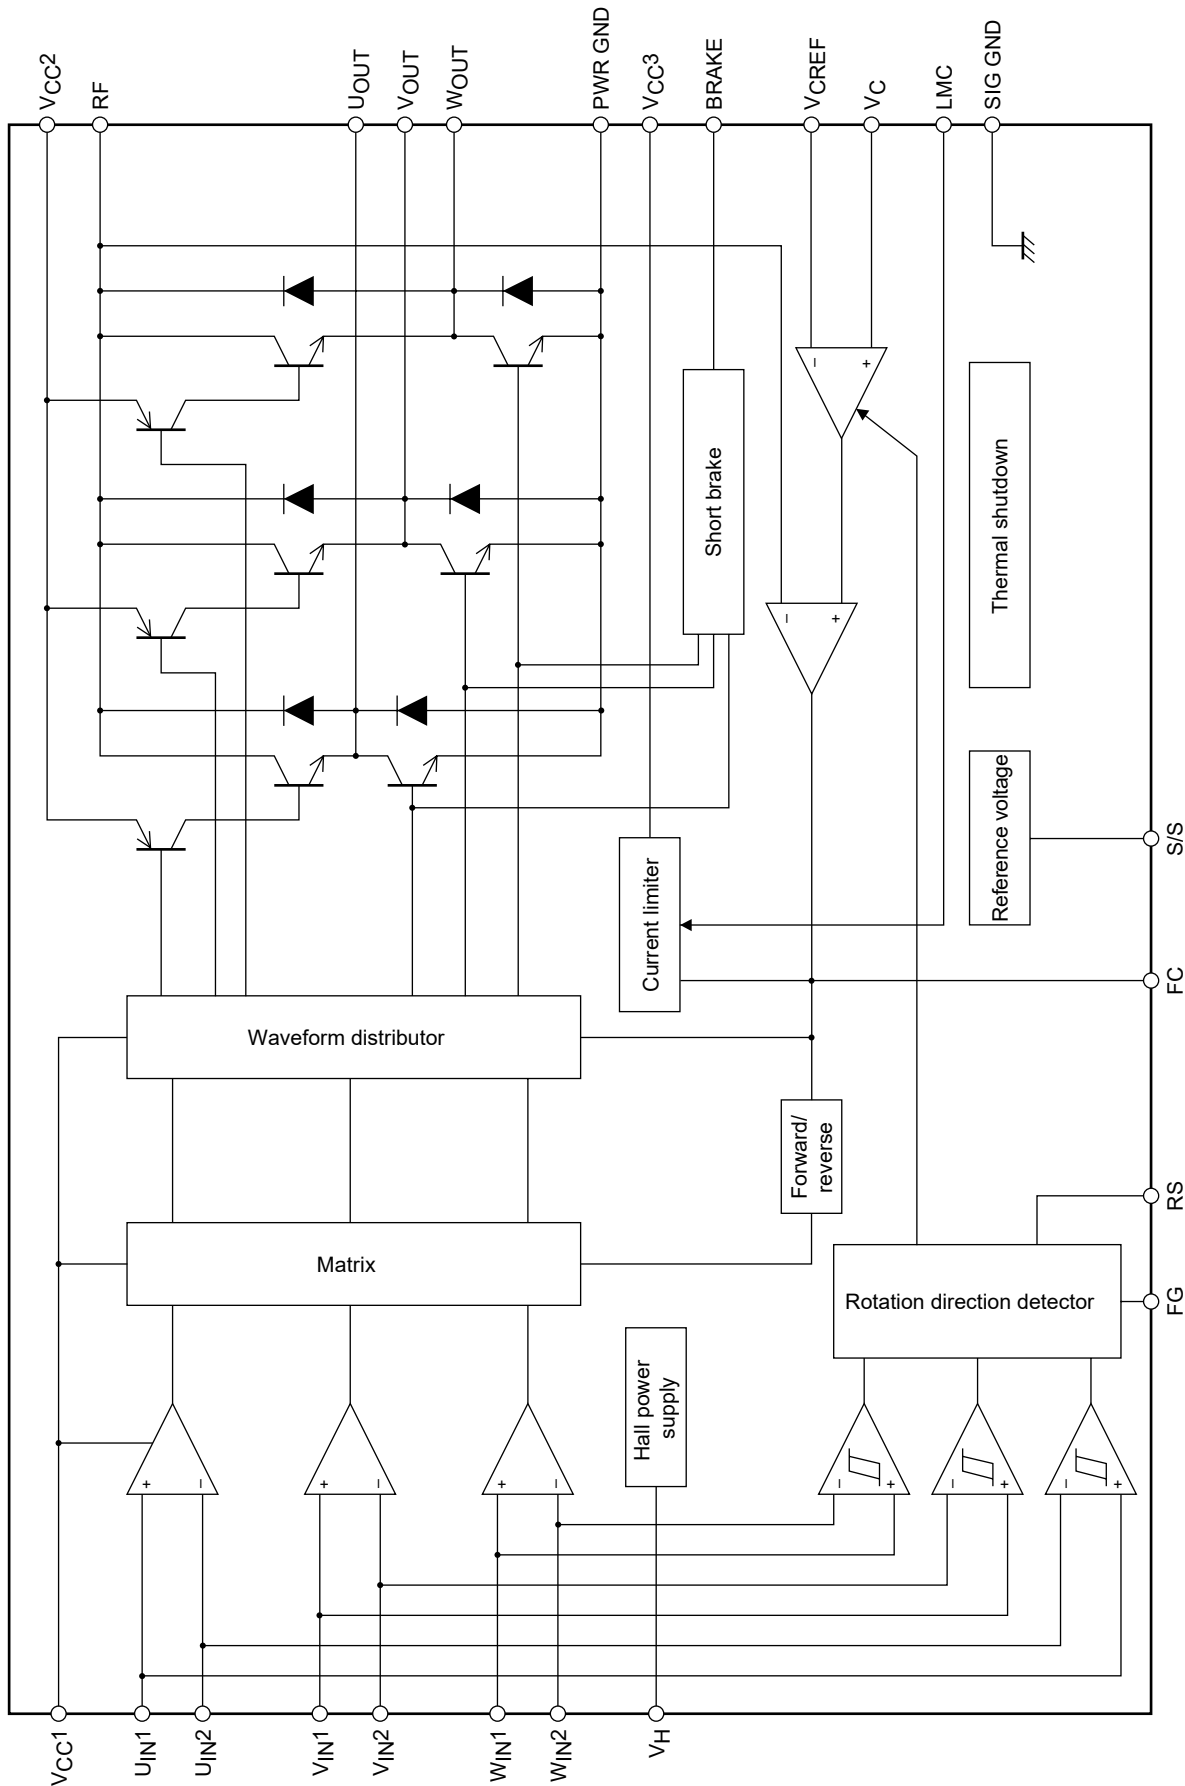 VCC2
RF
UOUT
VOUT
WOUT
PWR GND
VCC3
BRAKE
VCREF
VC
LMC
SIG GND
−
+
Short brake
Thermal shutdown
−
+
Current limiter
Reference voltage
S/S
FC
Waveform distributor
Forward/
reverse
RS
Matrix
Rotation direction detector
FG
Hall power
supply
+
−
+
−
+
−
−
+
−
+
−
+
VCC1
UIN1
UIN2
VIN1
VIN2
WIN1
WIN2
VH